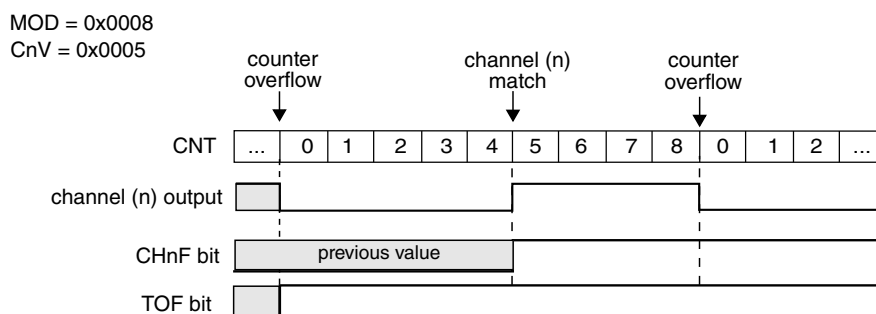 MOD = 0x0008
CnV = 0x0005
counter
overflow
channel (n)
match
counter
overflow
CNT ... 0 1 2 3 4 5 6 7 8 0 1 2 ...
channel (n) output
CHnF bit previous value
TOF bit